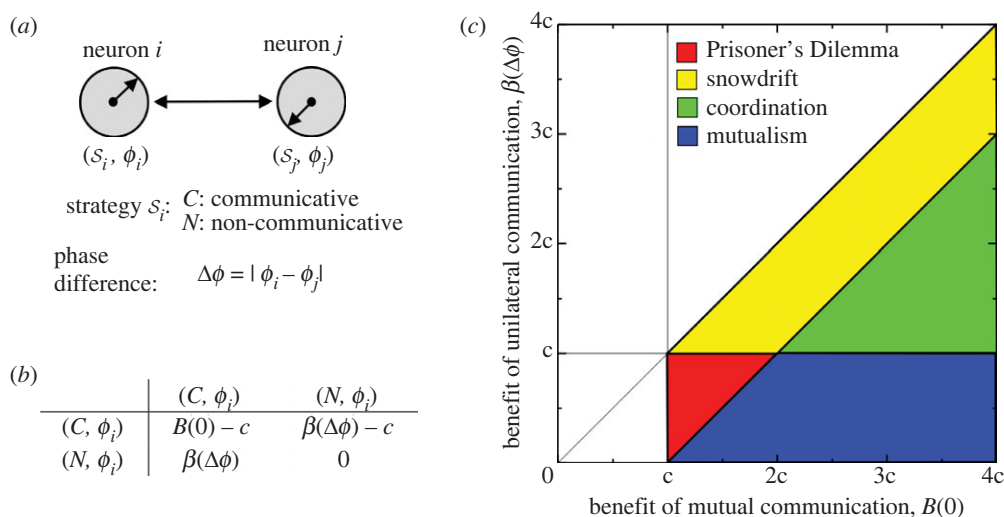 (a)
neuron i
neuron j
(S_i, ϕ_i)
(S_j, ϕ_j)
strategy S_i: C: communicative
N: non-communicative
phase
difference: Δϕ = | ϕ_i – ϕ_j|
(b)
(C, ϕ_i) (N, ϕ_i)
(C, ϕ_i) B(0) – c β(Δϕ) – c
(N, ϕ_i) β(Δϕ) 0
(c)
benefit of unilateral communication, β(Δϕ)
4c
3c
2c
c
Prisoner's Dilemma
snowdrift
coordination
mutualism
0 c 2c 3c 4c
benefit of mutual communication, B(0)